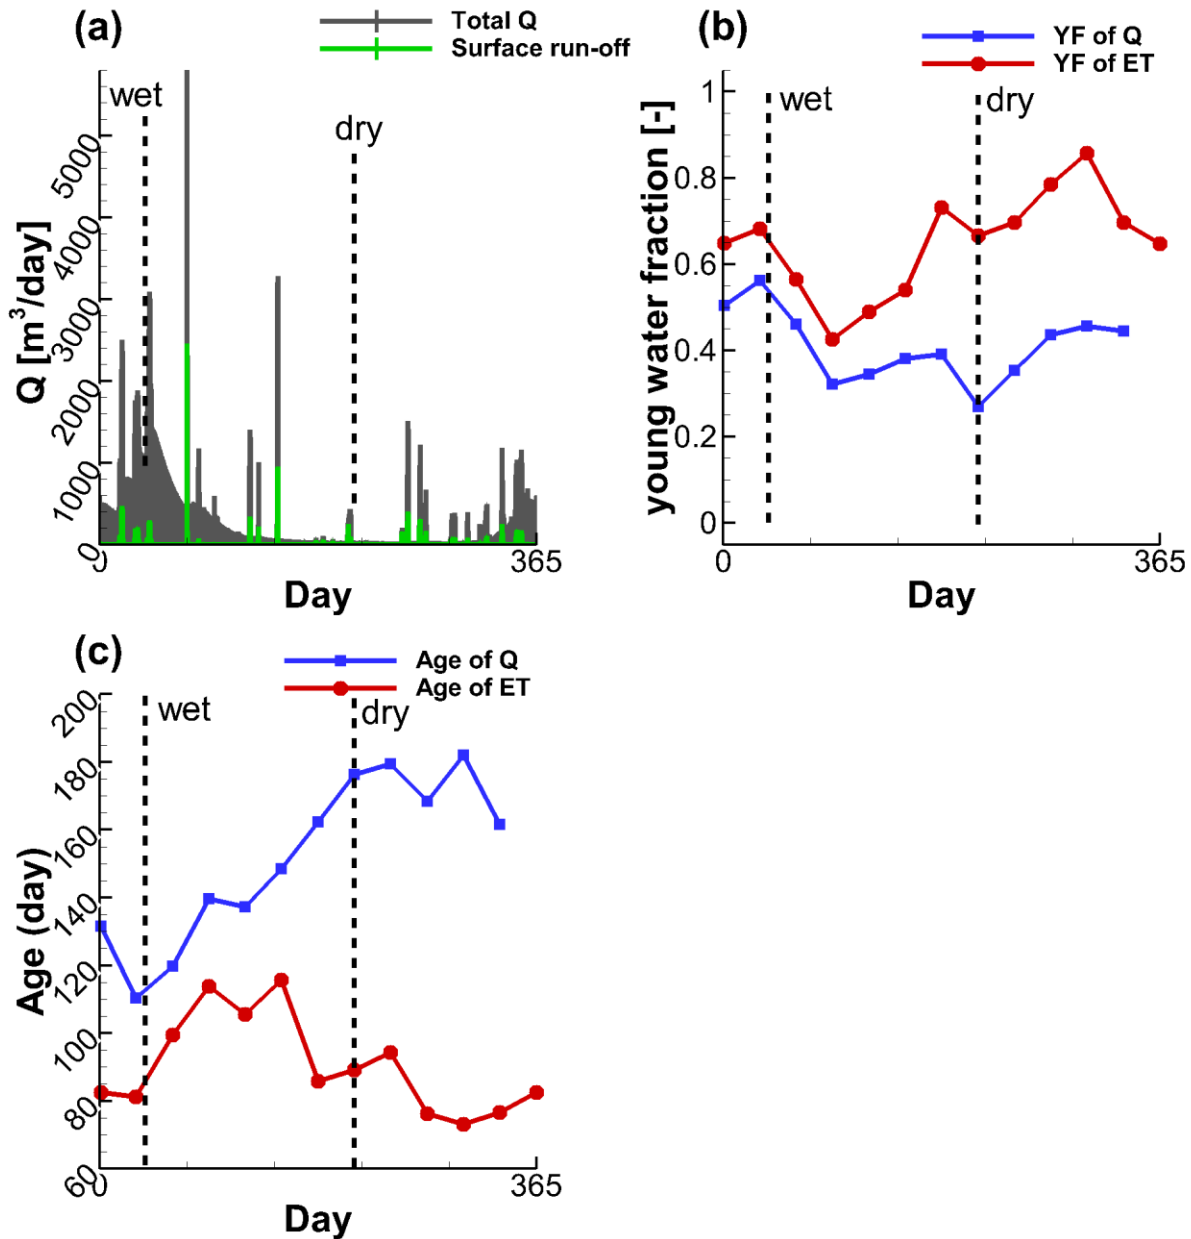 (a)
Total Q
Surface run-off
wet
dry
Q [m³/day]
5000
4000
3000
2000
1000
0
365
Day
(b)
YF of Q
YF of ET
wet
dry
young water fraction [-]
1
0.8
0.6
0.4
0.2
0
0
365
Day
(c)
Age of Q
Age of ET
wet
dry
Age (day)
200
180
160
140
120
100
80
60
0
365
Day